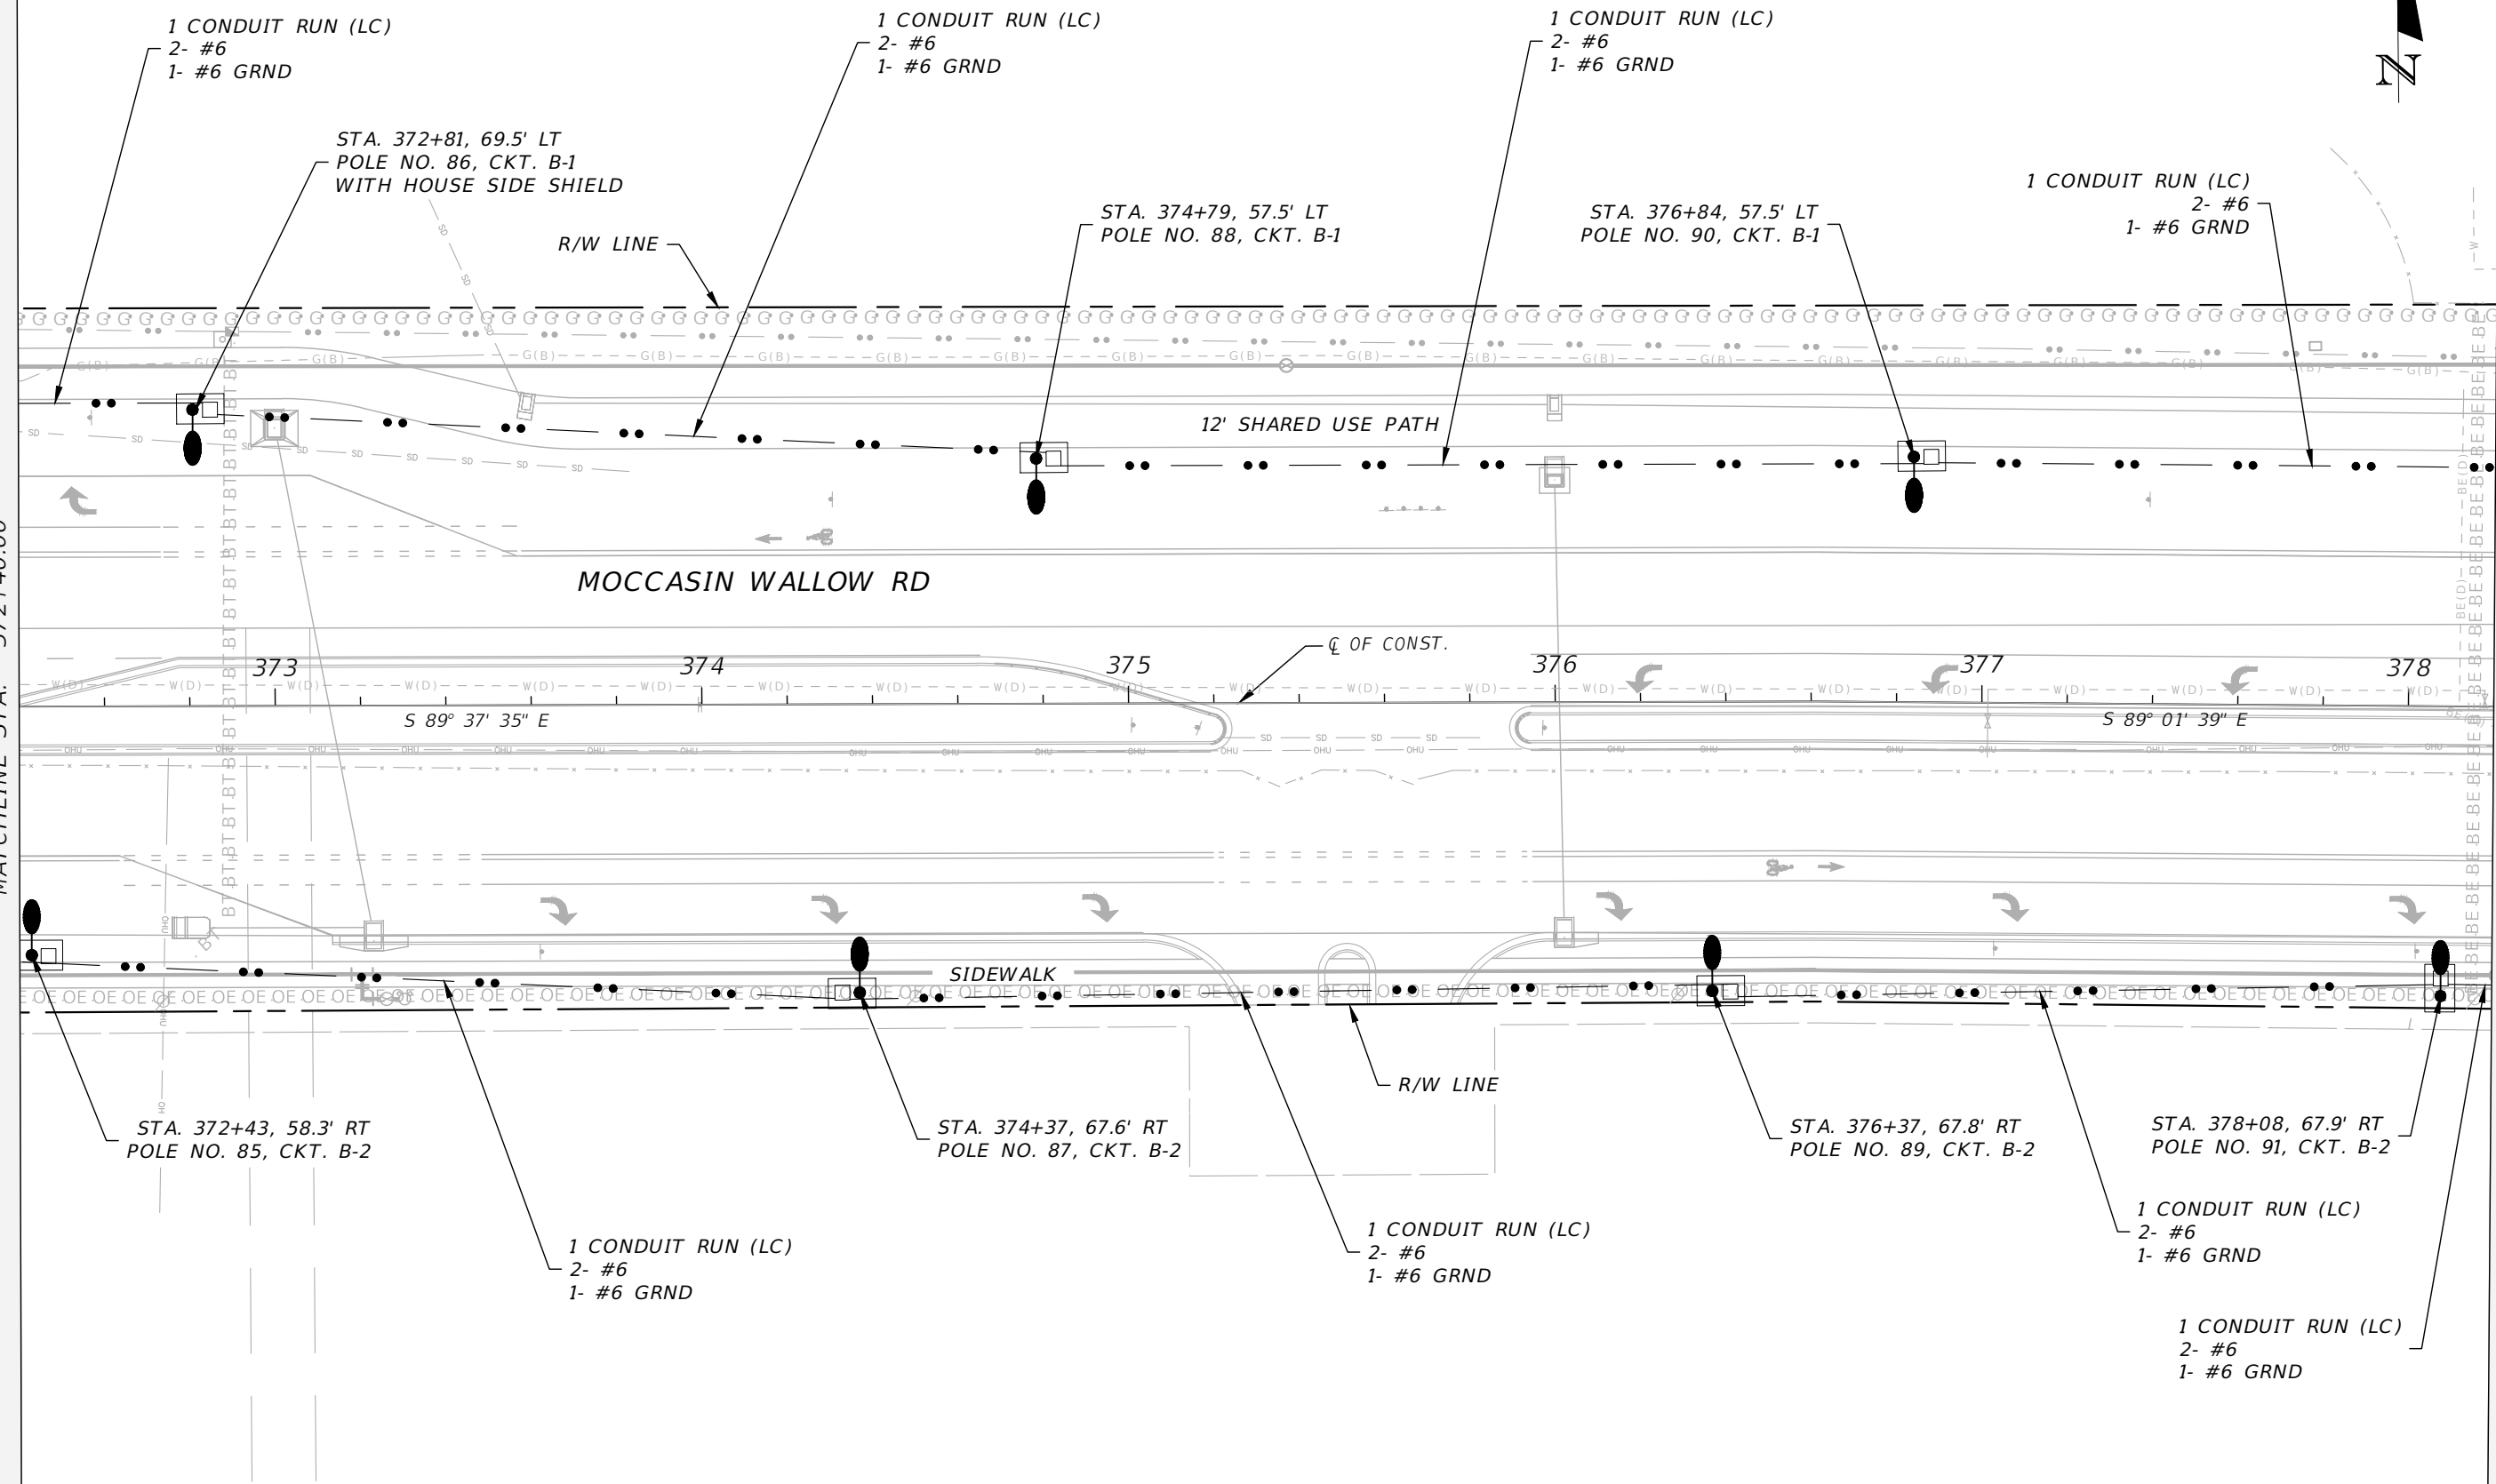 1 CONDUIT RUN (LC)
2- #6
1- #6 GRND
1 CONDUIT RUN (LC)
2- #6
1- #6 GRND
1 CONDUIT RUN (LC)
2- #6
1- #6 GRND
N
STA. 372+81, 69.5' LT
POLE NO. 86, CKT. B-1
WITH HOUSE SIDE SHIELD
R/W LINE
STA. 374+79, 57.5' LT
POLE NO. 88, CKT. B-1
STA. 376+84, 57.5' LT
POLE NO. 90, CKT. B-1
1 CONDUIT RUN (LC)
2- #6
1- #6 GRND
12' SHARED USE PATH
MOCCASIN WALLOW RD
℄ OF CONST.
373
374
375
376
377
378
S 89° 37' 35" E
S 89° 01' 39" E
SIDEWALK
R/W LINE
STA. 372+43, 58.3' RT
POLE NO. 85, CKT. B-2
STA. 374+37, 67.6' RT
POLE NO. 87, CKT. B-2
STA. 376+37, 67.8' RT
POLE NO. 89, CKT. B-2
STA. 378+08, 67.9' RT
POLE NO. 91, CKT. B-2
1 CONDUIT RUN (LC)
2- #6
1- #6 GRND
1 CONDUIT RUN (LC)
2- #6
1- #6 GRND
1 CONDUIT RUN (LC)
2- #6
1- #6 GRND
1 CONDUIT RUN (LC)
2- #6
1- #6 GRND